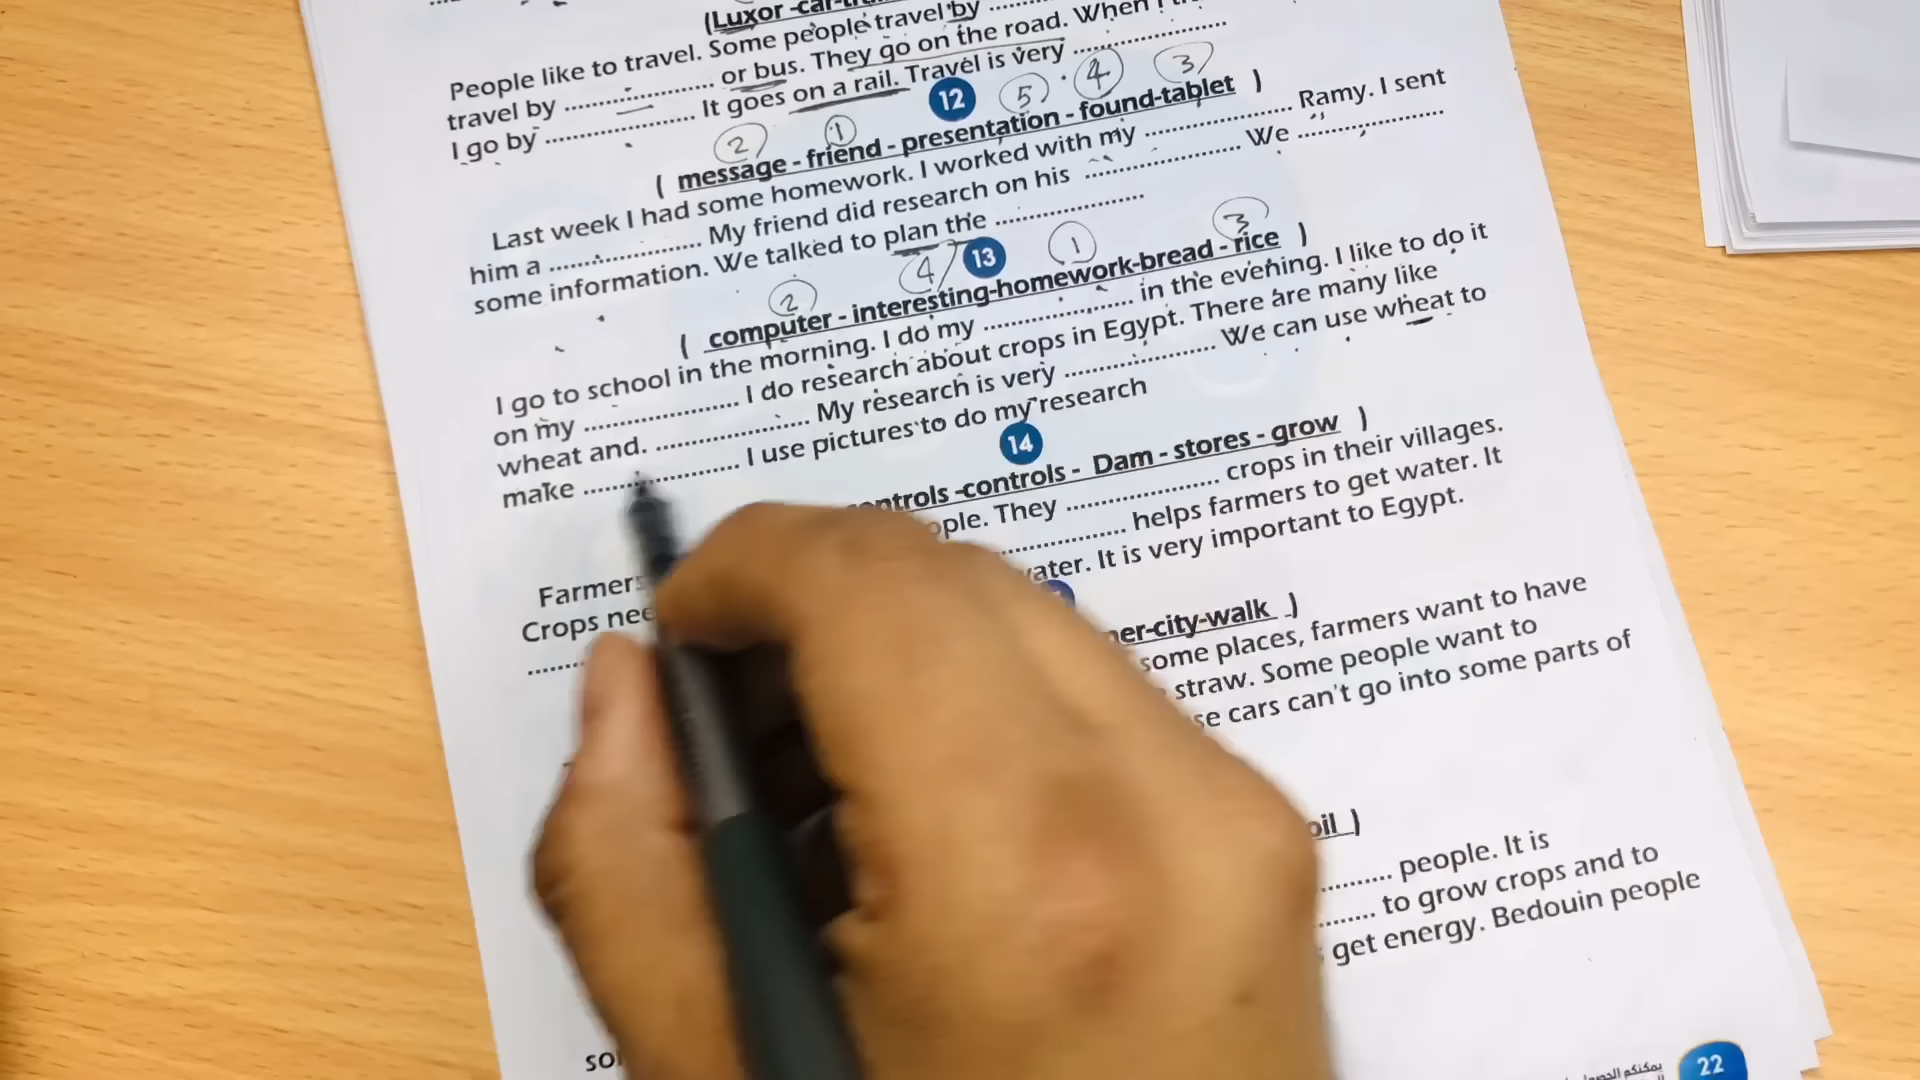 (Luxor -car-
People like to travel. Some people travel by ..........
travel by .................... or bus. They go on the road. When I
I go by .................... It goes on a rail. Travel is very ....................
12
5 4 3
2 1
( message - friend - presentation - found-tablet )
Last week I had some homework. I worked with my .................... Ramy. I sent
him a .................... My friend did research on his .................... We ....................
some information. We talked to plan the ....................
13
4 1 3
2
( computer - interesting-homework-bread - rice )
I go to school in the morning. I do my .................... in the evening. I like to do it
on my .................... I do research about crops in Egypt. There are many like
wheat and. .................... My research is very .................... We can use wheat to
make .................... I use pictures to do my research
14
-controls - Dam - stores - grow )
Farmer They .................... crops in their villages.
Crops .................... helps farmers to get water. It
.......... It is very important to Egypt.
-city-walk )
some places, farmers want to have
straw. Some people want to
cars can't go into some parts of
)
.......... people. It is
.......... to grow crops and to
get energy. Bedouin people
22